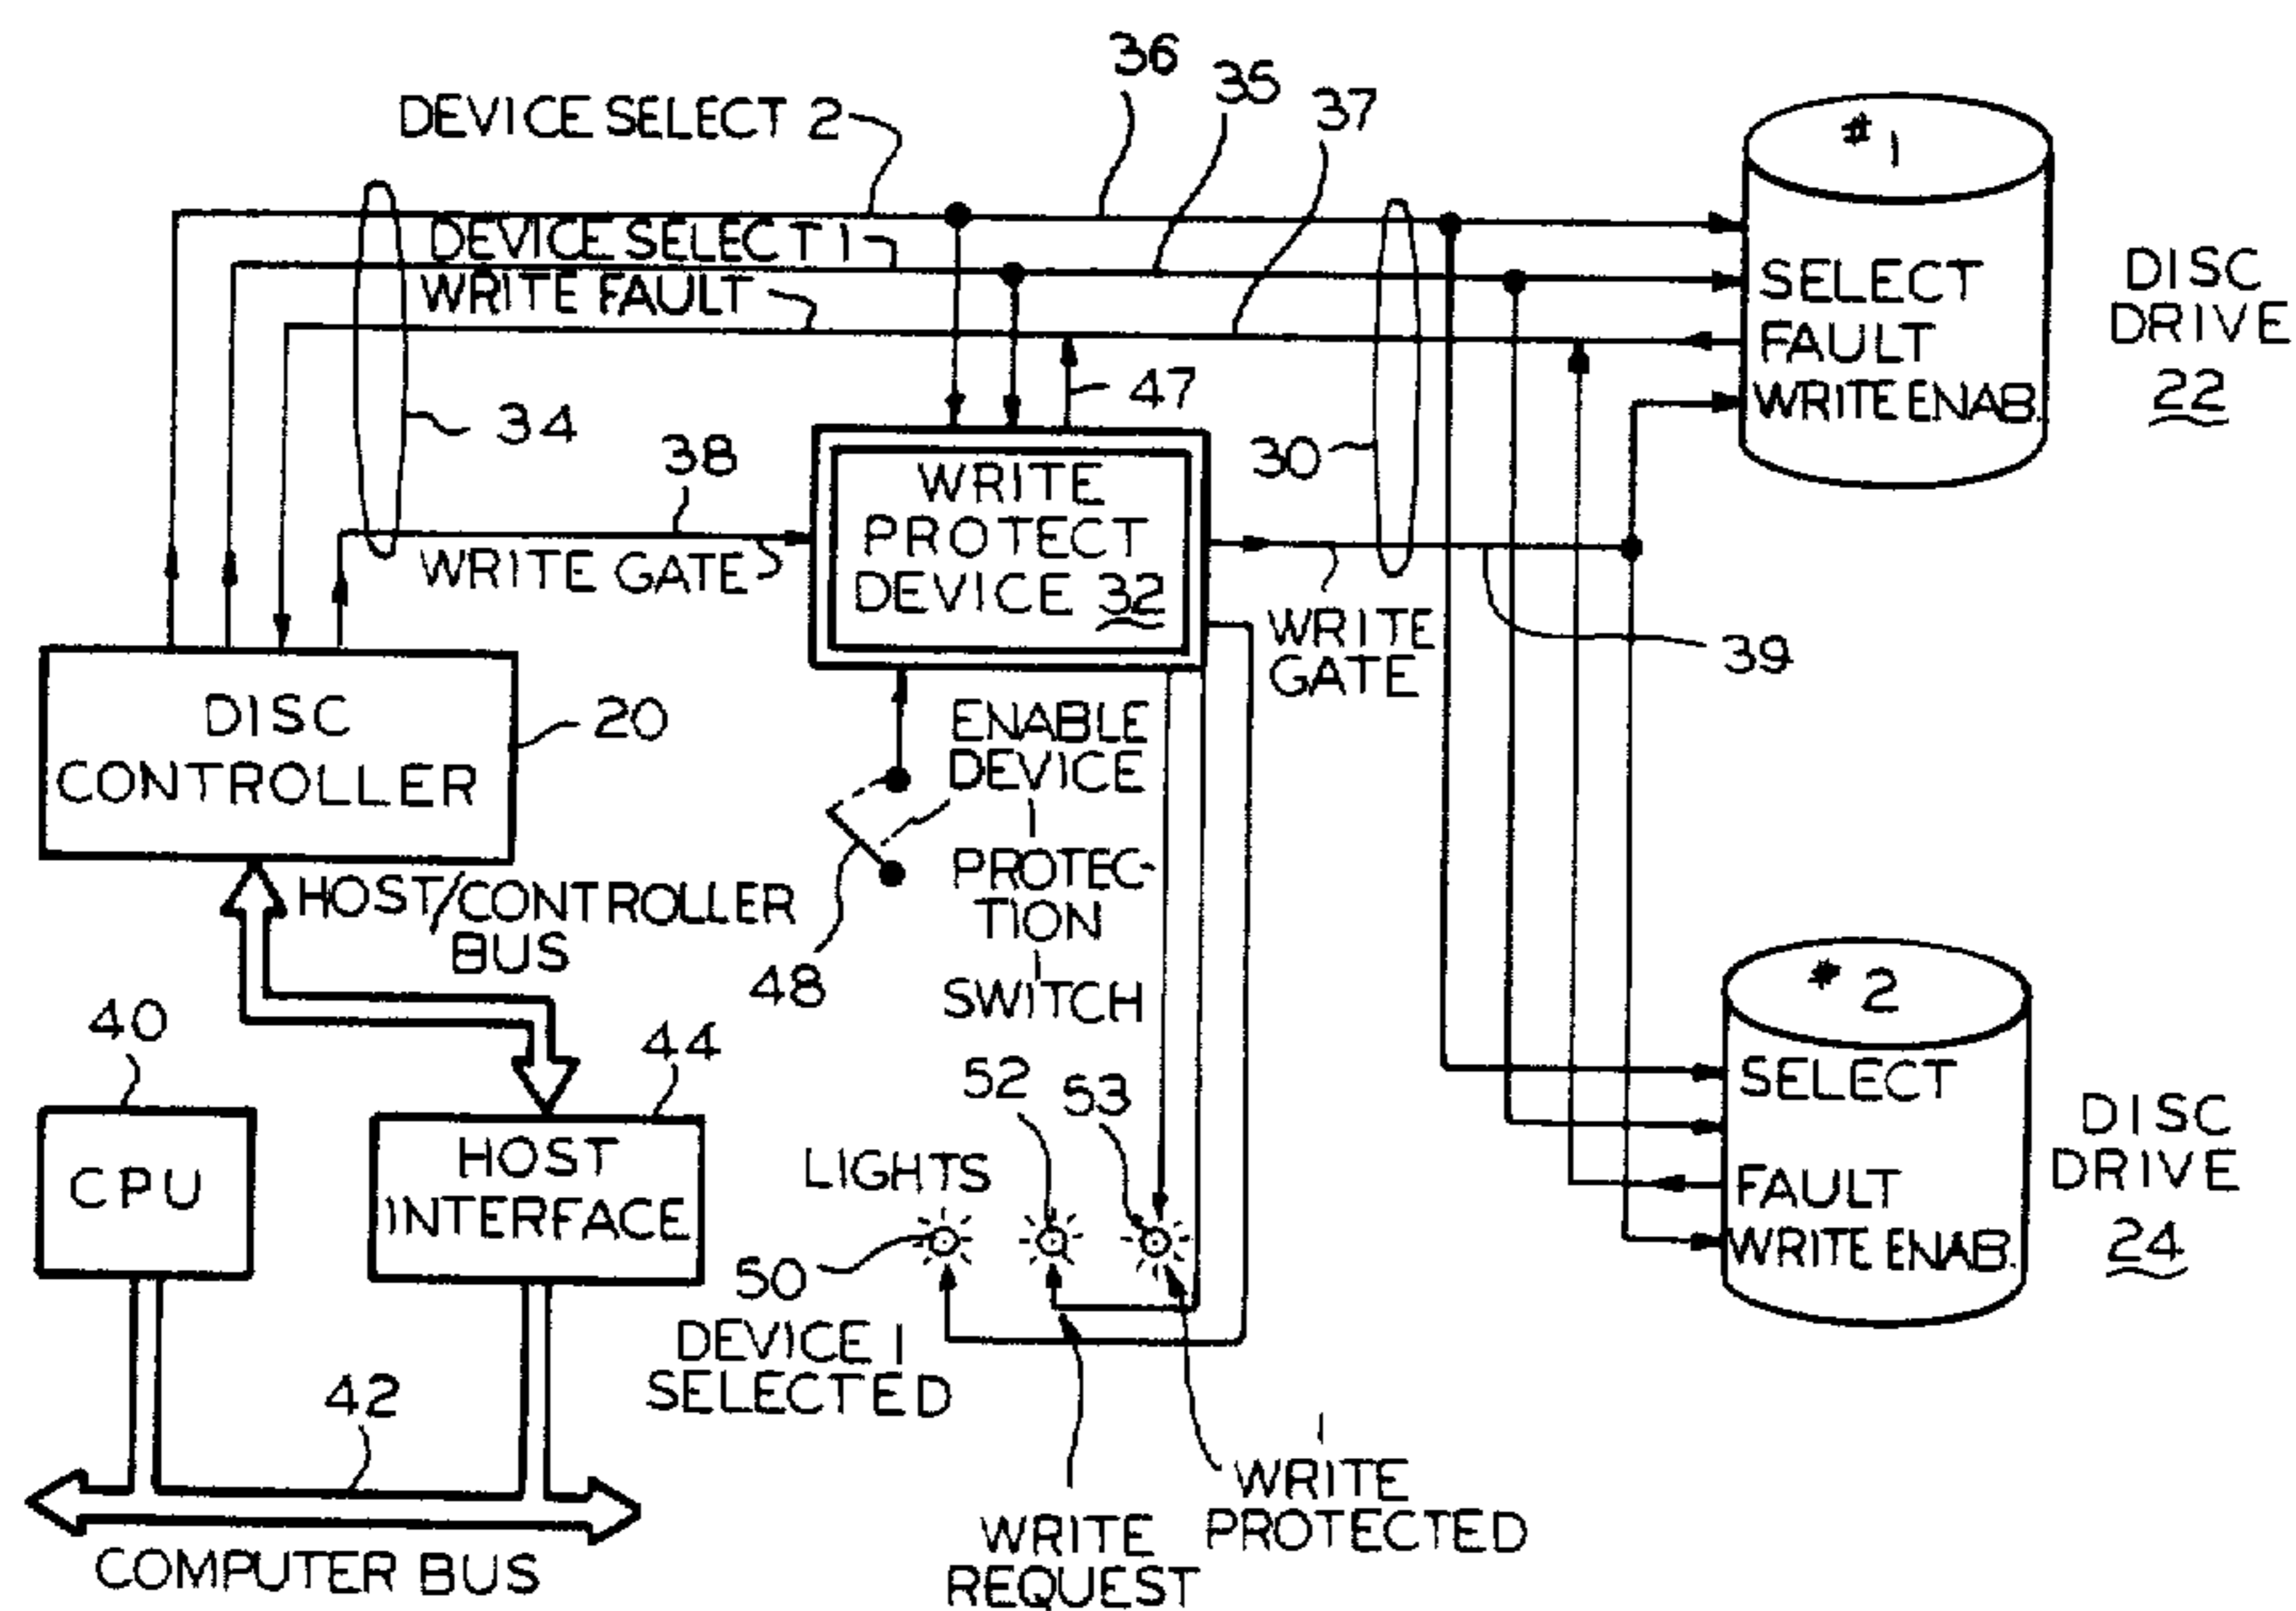 36
35
37
DEVICE SELECT 2
DEVICE SELECT 1
WRITE FAULT
34
38
WRITE GATE
47
30
WRITE
PROTECT
DEVICE 32
WRITE
GATE
39
#1
SELECT
FAULT
WRITE ENAB.
DISC
DRIVE
22
DISC
CONTROLLER
20
HOST/CONTROLLER
BUS
ENABLE
DEVICE
1
PROTEC-
TION
SWITCH
48
40
CPU
44
HOST
INTERFACE
42
COMPUTER BUS
LIGHTS
52
53
50
DEVICE 1
SELECTED
WRITE
REQUEST
WRITE
PROTECTED
#2
SELECT
FAULT
WRITE ENAB.
DISC
DRIVE
24